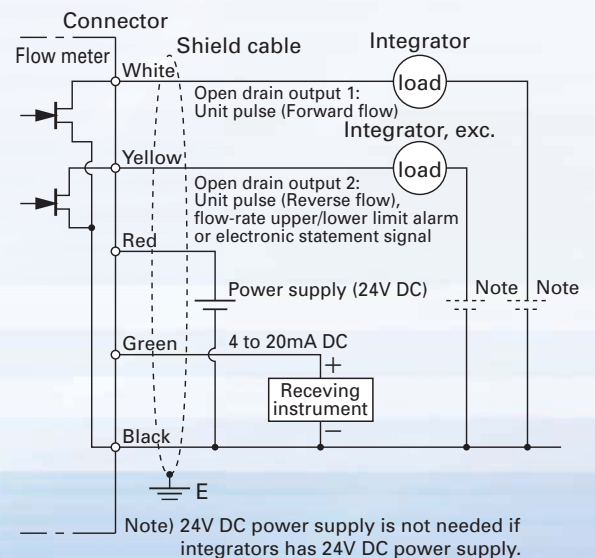 Connector
Flow meter
Shield cable
Integrator
White
load
Open drain output 1:
Unit pulse (Forward flow)
Integrator, exc.
Yellow
load
Open drain output 2:
Unit pulse (Reverse flow),
flow-rate upper/lower limit alarm
or electronic statement signal
Red
Power supply (24V DC)
Note
Note
Green
4 to 20mA DC
+
Receving
instrument
−
Black
E
Note) 24V DC power supply is not needed if
integrators has 24V DC power supply.